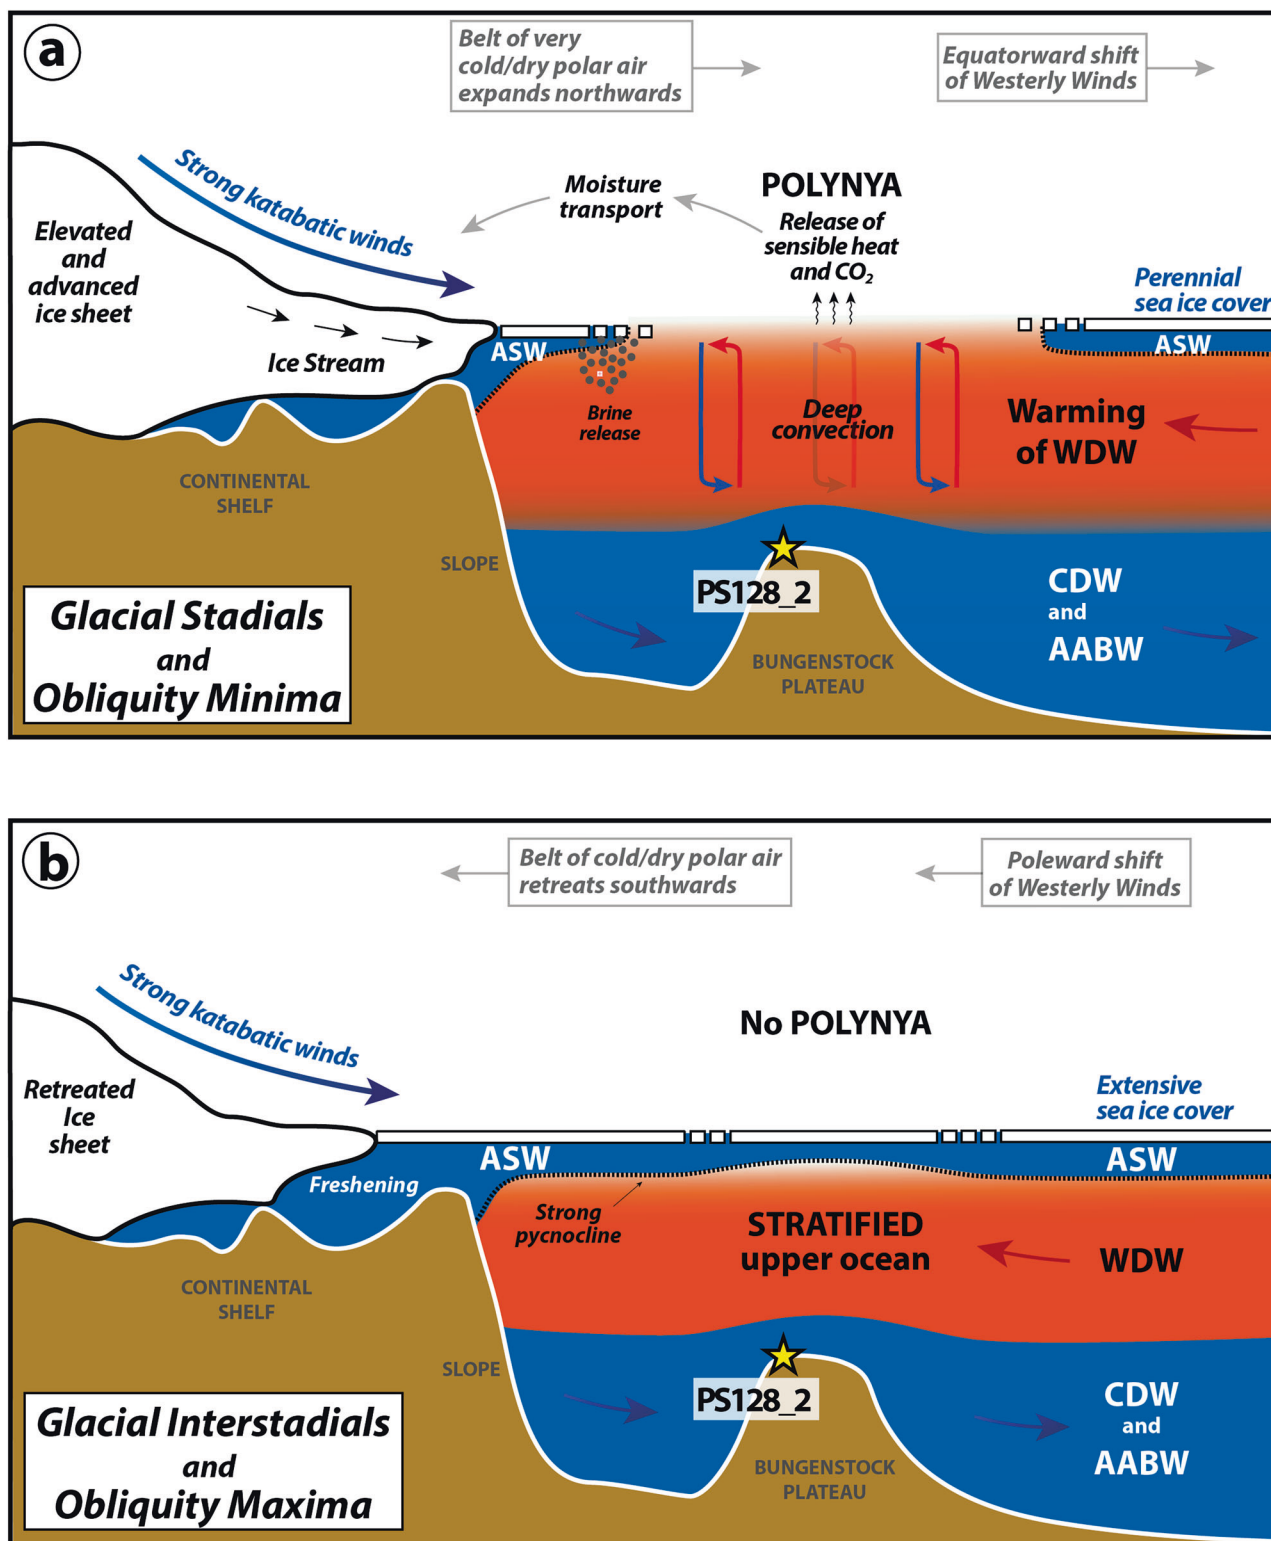 a
Belt of very
cold/dry polar air
expands northwards
Equatorward shift
of Westerly Winds
Strong katabatic winds
Moisture
transport
POLYNYA
Release of
sensible heat
and CO₂
Elevated
and
advanced
ice sheet
Perennial
sea ice cover
Ice Stream
ASW
ASW
Brine
release
Deep
convection
Warming
of WDW
CONTINENTAL
SHELF
SLOPE
PS128_2
CDW
and
AABW
BUNGENSTOCK
PLATEAU
Glacial Stadials
and
Obliquity Minima
b
Belt of cold/dry polar air
retreats southwards
Poleward shift
of Westerly Winds
Strong katabatic winds
No POLYNYA
Retreated
Ice
sheet
Extensive
sea ice cover
ASW
ASW
Freshening
Strong
pycnocline
STRATIFIED
upper ocean
WDW
CONTINENTAL
SHELF
SLOPE
PS128_2
CDW
and
AABW
BUNGENSTOCK
PLATEAU
Glacial Interstadials
and
Obliquity Maxima